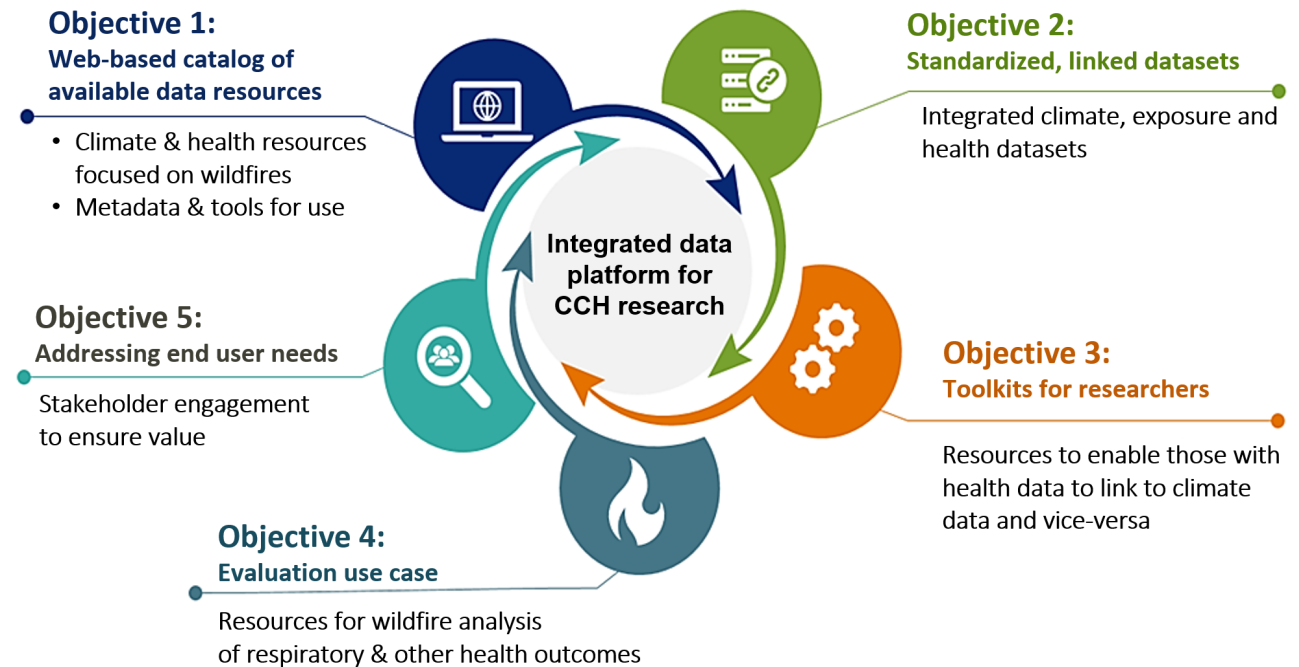 Objective 1:
Web-based catalog of
available data resources
• Climate & health resources
focused on wildfires
• Metadata & tools for use
Objective 2:
Standardized, linked datasets
Integrated climate, exposure and
health datasets
Integrated data
platform for
CCH research
Objective 3:
Toolkits for researchers
Resources to enable those with
health data to link to climate
data and vice-versa
Objective 4:
Evaluation use case
Resources for wildfire analysis
of respiratory & other health outcomes
Objective 5:
Addressing end user needs
Stakeholder engagement
to ensure value